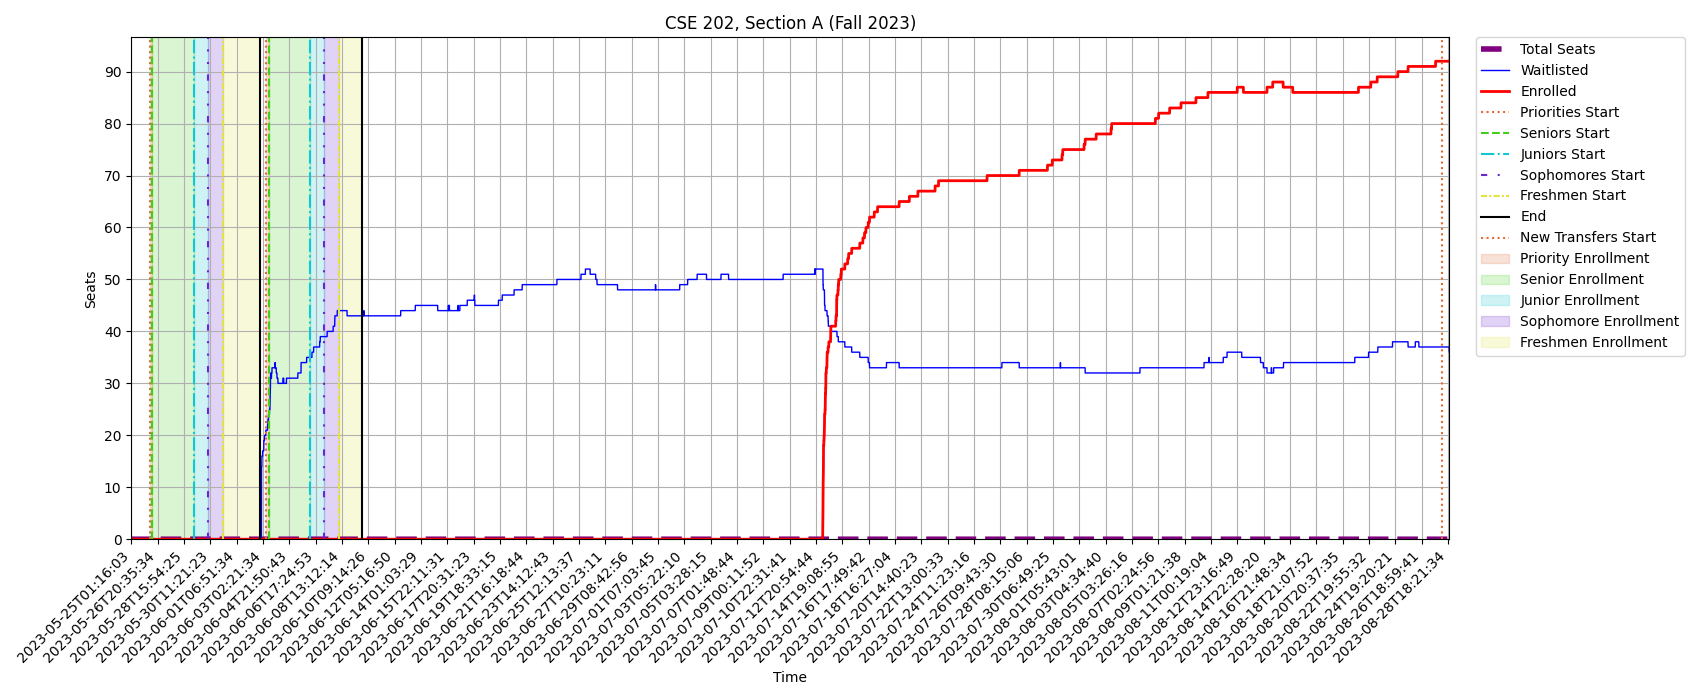 CSE 202, Section A (Fall 2023)
Seats
90
80
70
60
50
40
30
20
10
0
2023-05-25T01:16:03
2023-05-26T20:35:34
2023-05-28T15:54:25
2023-05-30T11:21:23
2023-06-01T06:51:34
2023-06-03T02:21:34
2023-06-04T21:50:43
2023-06-06T17:24:53
2023-06-08T13:12:14
2023-06-10T09:14:26
2023-06-12T05:16:50
2023-06-14T01:03:29
2023-06-15T22:11:31
2023-06-17T20:31:23
2023-06-19T18:33:15
2023-06-21T16:18:44
2023-06-23T14:12:43
2023-06-25T12:13:37
2023-06-27T10:23:11
2023-06-29T08:42:56
2023-07-01T07:03:45
2023-07-03T05:22:10
2023-07-05T03:28:15
2023-07-07T01:48:44
2023-07-09T00:11:52
2023-07-10T22:31:41
2023-07-12T20:54:44
2023-07-14T19:08:55
2023-07-16T17:49:42
2023-07-18T16:27:04
2023-07-20T14:40:23
2023-07-22T13:00:35
2023-07-24T11:23:16
2023-07-26T09:43:30
2023-07-28T08:15:06
2023-07-30T06:49:25
2023-08-01T05:43:01
2023-08-03T04:34:40
2023-08-05T03:26:16
2023-08-07T02:24:56
2023-08-09T01:21:38
2023-08-11T00:19:04
2023-08-12T23:16:49
2023-08-14T22:28:20
2023-08-16T21:48:34
2023-08-18T21:07:52
2023-08-20T20:37:35
2023-08-22T19:55:32
2023-08-24T19:20:21
2023-08-26T18:59:41
2023-08-28T18:21:34
Time
Total Seats
Waitlisted
Enrolled
Priorities Start
Seniors Start
Juniors Start
Sophomores Start
Freshmen Start
End
New Transfers Start
Priority Enrollment
Senior Enrollment
Junior Enrollment
Sophomore Enrollment
Freshmen Enrollment